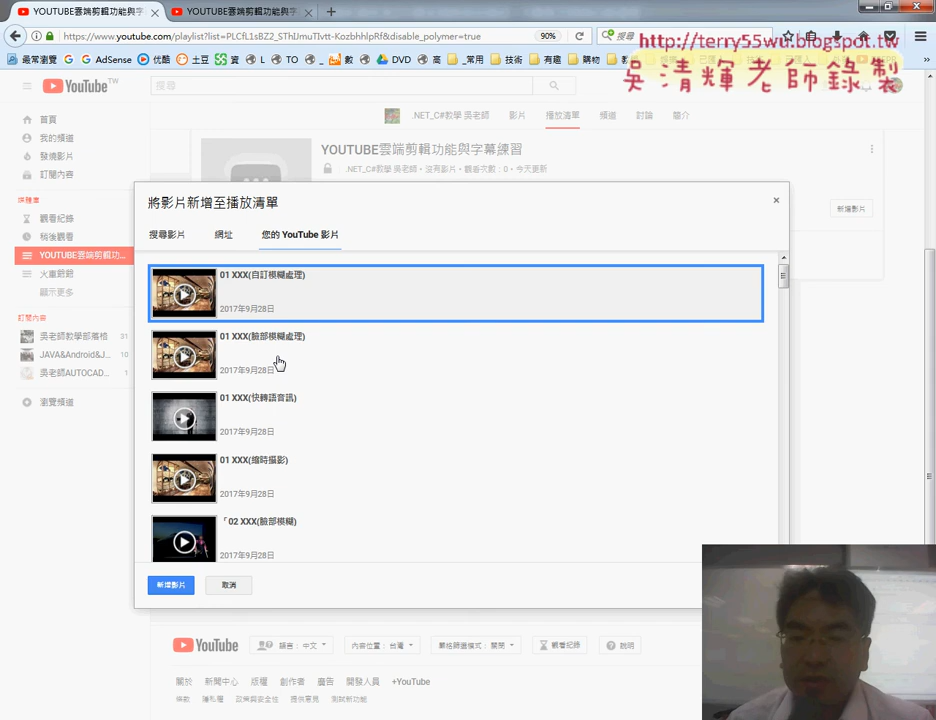 YOUTUBE雲端剪輯功能與字
YOUTUBE雲端剪輯功能與字
https://www.youtube.com/playlist?list=PLCfL1sBZ2_SThUmuTIvtt-KozbhhIpRf&disable_polymer=true
90%
搜尋
最常瀏覽 AdSense 优酷 土豆 資 L TO 數 DVD 高 _常用 技術 有趣 購物
http://terry55wu.blogspot.tw
吳清輝老師錄製
YouTube TW
搜尋
.NET_C#教學 吳老師 影片 播放清單 頻道 討論 簡介
首頁
我的頻道
發燒影片
訂閱內容
媒體庫
觀看紀錄
稍後觀看
YOUTUBE雲端剪輯功...
顯示更多
訂閱內容
吳老師教學部落格 31
JAVA&Android&J... 10
吳老師AUTOCAD... 1
瀏覽頻道
YOUTUBE雲端剪輯功能與字幕練習
.NET_C#教學 吳老師・沒有影片・觀看次數:0・今天更新
新增影片
將影片新增至播放清單
搜尋影片 網址 您的 YouTube 影片
01 XXX(自訂模糊處理)
2017年9月28日
01 XXX(臉部模糊處理)
2017年9月28日
01 XXX(快轉語音訊)
2017年9月28日
01 XXX(縮時攝影)
2017年9月28日
「02 XXX(臉部模糊)
2017年9月28日
新增影片 取消
YouTube 語言：中文 內容位置：台灣 嚴格篩選模式：關閉 觀看紀錄 說明
關於 新聞中心 版權 創作者 廣告 開發人員 +YouTube
條款 隱私權 政策與安全性 提供意見 測試新功能